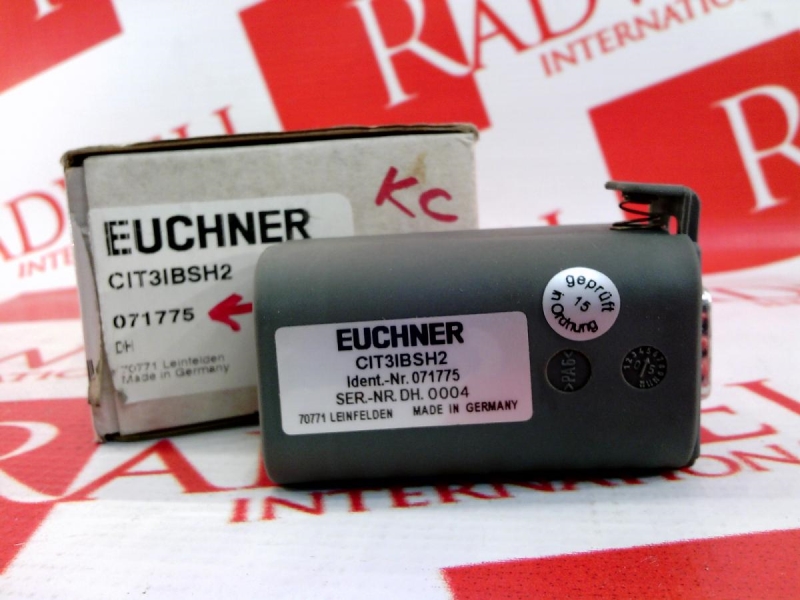 RADWELL
INTERNATIONAL
KC
EUCHNER
CIT3IBSH2
071775
DH
70771 Leinfelden
Made in Germany
EUCHNER
CIT3IBSH2
Ident.-Nr. 071775
SER.-NR. DH. 0004
70771 LEINFELDEN MADE IN GERMANY
geprüft
15
in Ordnung
>PA6<